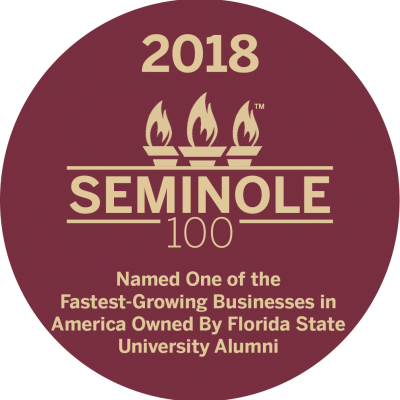 2018
™
SEMINOLE
100
Named One of the
Fastest-Growing Businesses in
America Owned By Florida State
University Alumni